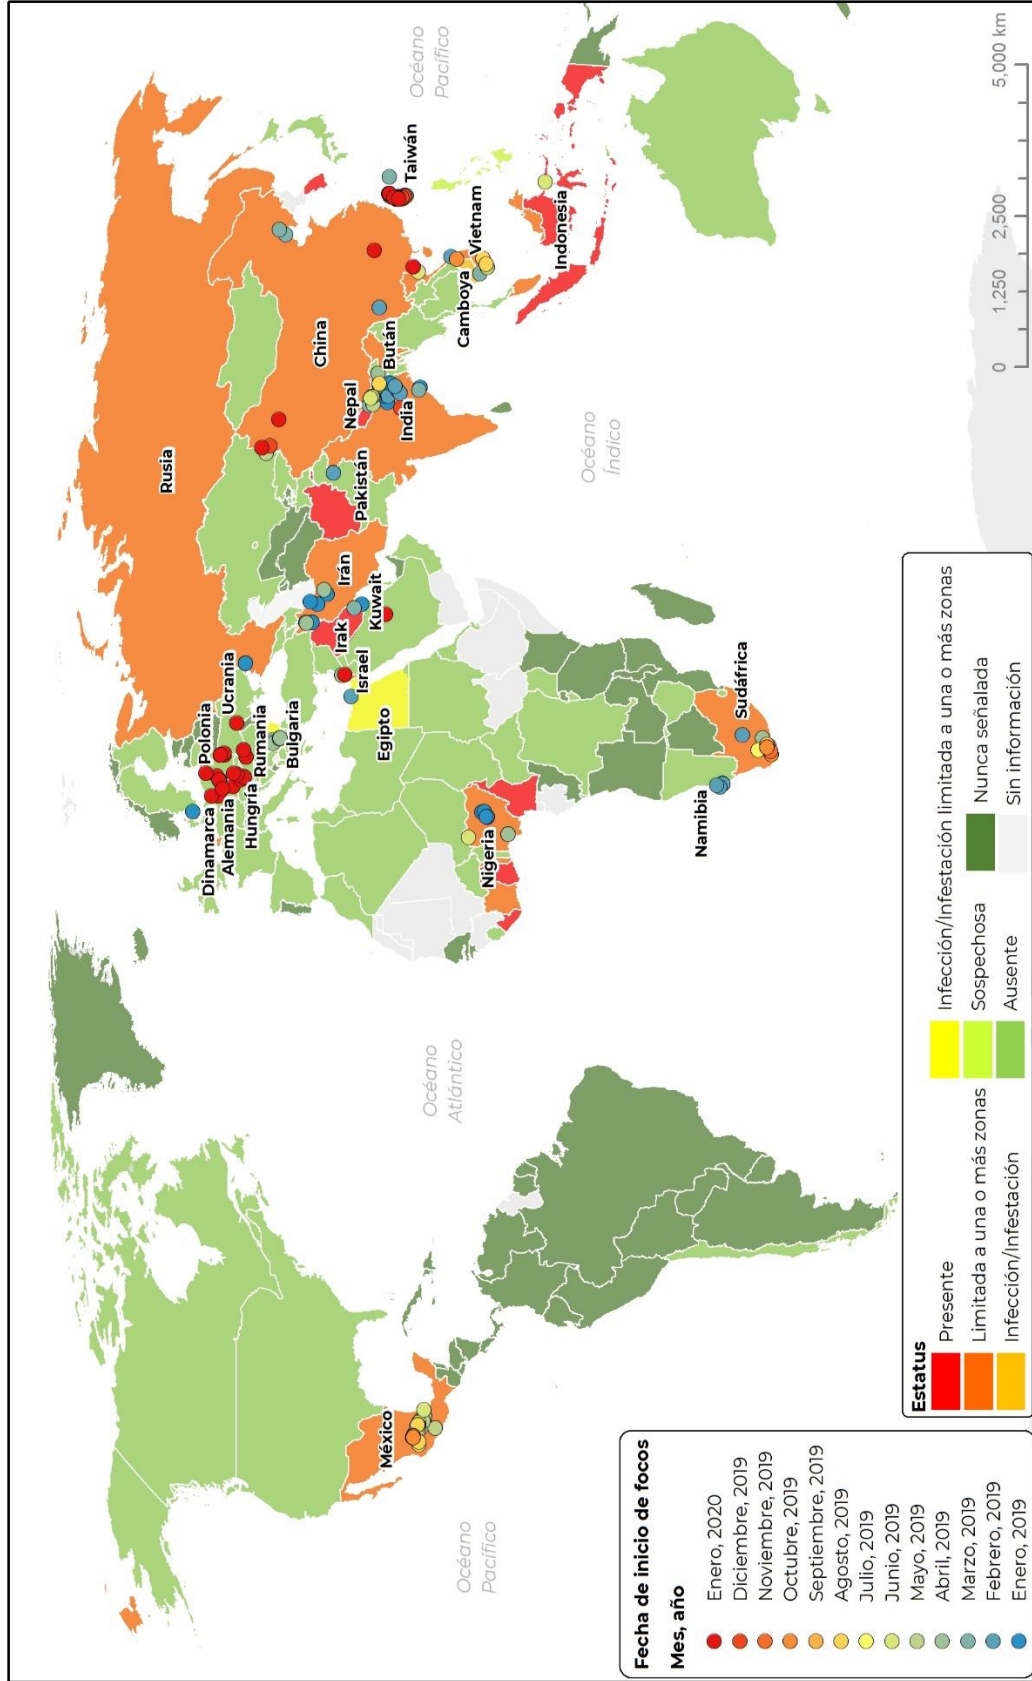 Océano
Pacífico
Océano
Atlántico
Océano
Índico
Océano
Pacífico
México
Dinamarca
Alemania
Hungría
Polonia
Ucrania
Rumania
Bulgaria
Rusia
Israel
Egipto
Irak
Kuwait
Irán
Pakistán
Nepal
India
Bután
China
Camboya
Vietnam
Taiwán
Indonesia
Nigeria
Namibia
Sudáfrica
Fecha de inicio de focos
Mes, año
Enero, 2020
Diciembre, 2019
Noviembre, 2019
Octubre, 2019
Septiembre, 2019
Agosto, 2019
Julio, 2019
Junio, 2019
Mayo, 2019
Abril, 2019
Marzo, 2019
Febrero, 2019
Enero, 2019
Estatus
Presente
Limitada a una o más zonas
Infección/Infestación
Infección/Infestación limitada a una o más zonas
Sospechosa
Ausente
Nunca señalada
Sin información
0 1,250 2,500 5,000 km